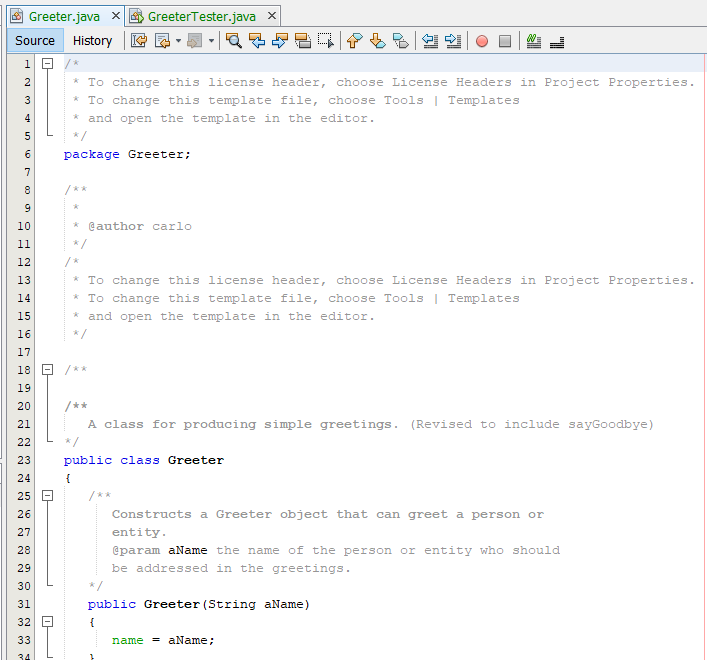 Greeter.java
GreeterTester.java
Source History
1 /*
2 * To change this license header, choose License Headers in Project Properties.
3 * To change this template file, choose Tools | Templates
4 * and open the template in the editor.
5 */
6 package Greeter;
7
8 /**
9 *
10 * @author carlo
11 */
12 /*
13 * To change this license header, choose License Headers in Project Properties.
14 * To change this template file, choose Tools | Templates
15 * and open the template in the editor.
16 */
17
18 /**
19
20 /**
21 A class for producing simple greetings. (Revised to include sayGoodbye)
22 */
23 public class Greeter
24 {
25 /**
26 Constructs a Greeter object that can greet a person or
27 entity.
28 @param aName the name of the person or entity who should
29 be addressed in the greetings.
30 */
31 public Greeter(String aName)
32 {
33 name = aName;
34 }